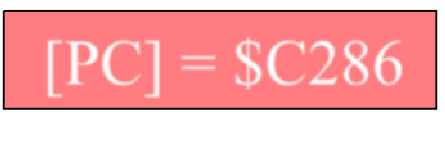 [PC] = $C286